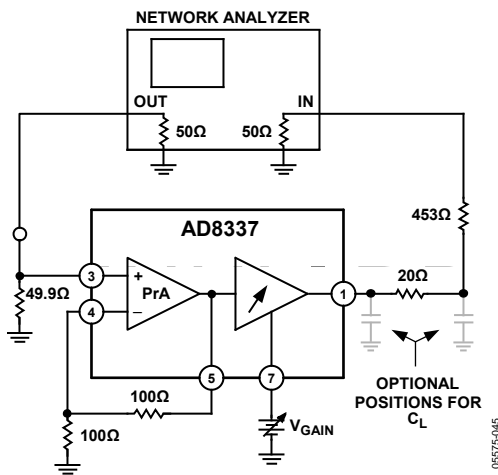 NETWORK ANALYZER
OUT
IN
50Ω
50Ω
453Ω
AD8337
20Ω
3
+
PrA
1
49.9Ω
4
–
5
7
OPTIONAL
POSITIONS FOR
CL
100Ω
VGAIN
100Ω
05575-045